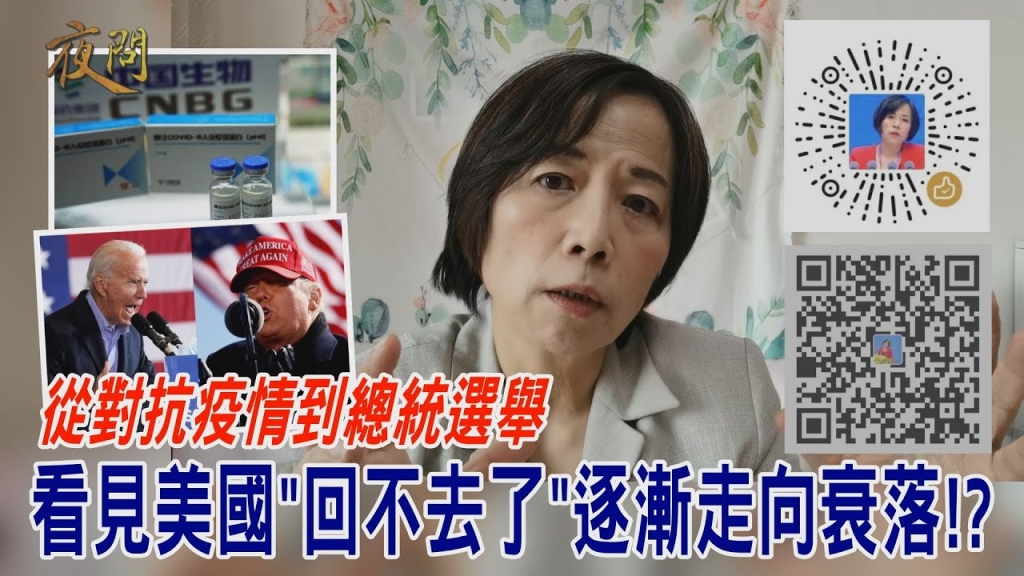 夜問
中国生物
CNBG
MAKE AMERICA
GREAT AGAIN
從對抗疫情到總統選舉
看見美國"回不去了"逐漸走向衰落!?